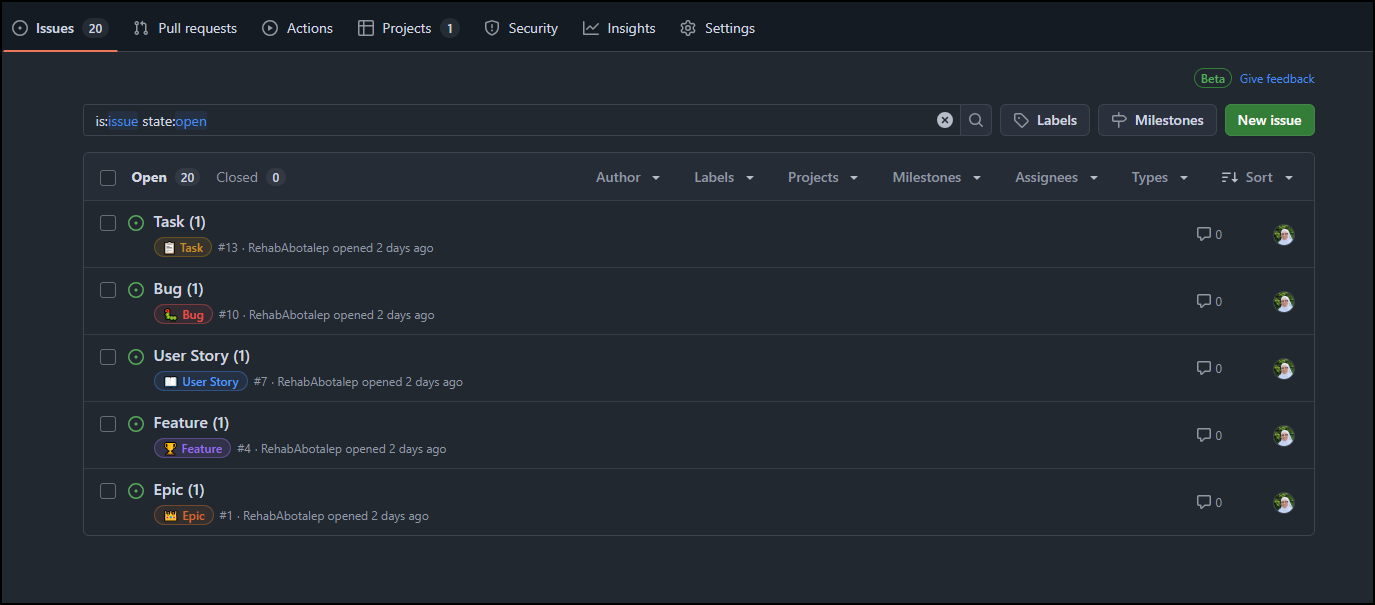 Issues 20 Pull requests Actions Projects 1 Security Insights Settings
Beta Give feedback
is:issue state:open Labels Milestones New issue
Open 20 Closed 0 Author Labels Projects Milestones Assignees Types Sort
Task (1)
Task #13 · RehabAbotalep opened 2 days ago 0
Bug (1)
Bug #10 · RehabAbotalep opened 2 days ago 0
User Story (1)
User Story #7 · RehabAbotalep opened 2 days ago 0
Feature (1)
Feature #4 · RehabAbotalep opened 2 days ago 0
Epic (1)
Epic #1 · RehabAbotalep opened 2 days ago 0